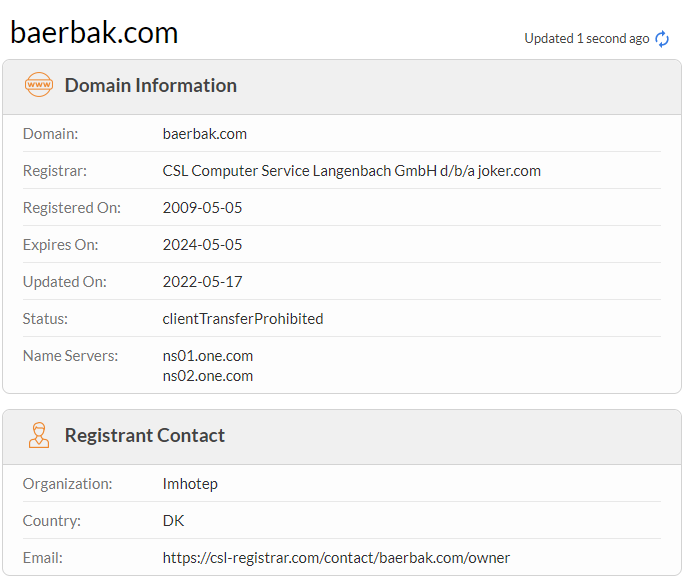 baerbak.com
Updated 1 second ago
www
Domain Information
Domain: baerbak.com
Registrar: CSL Computer Service Langenbach GmbH d/b/a joker.com
Registered On: 2009-05-05
Expires On: 2024-05-05
Updated On: 2022-05-17
Status: clientTransferProhibited
Name Servers: ns01.one.com
ns02.one.com
Registrant Contact
Organization: Imhotep
Country: DK
Email: https://csl-registrar.com/contact/baerbak.com/owner